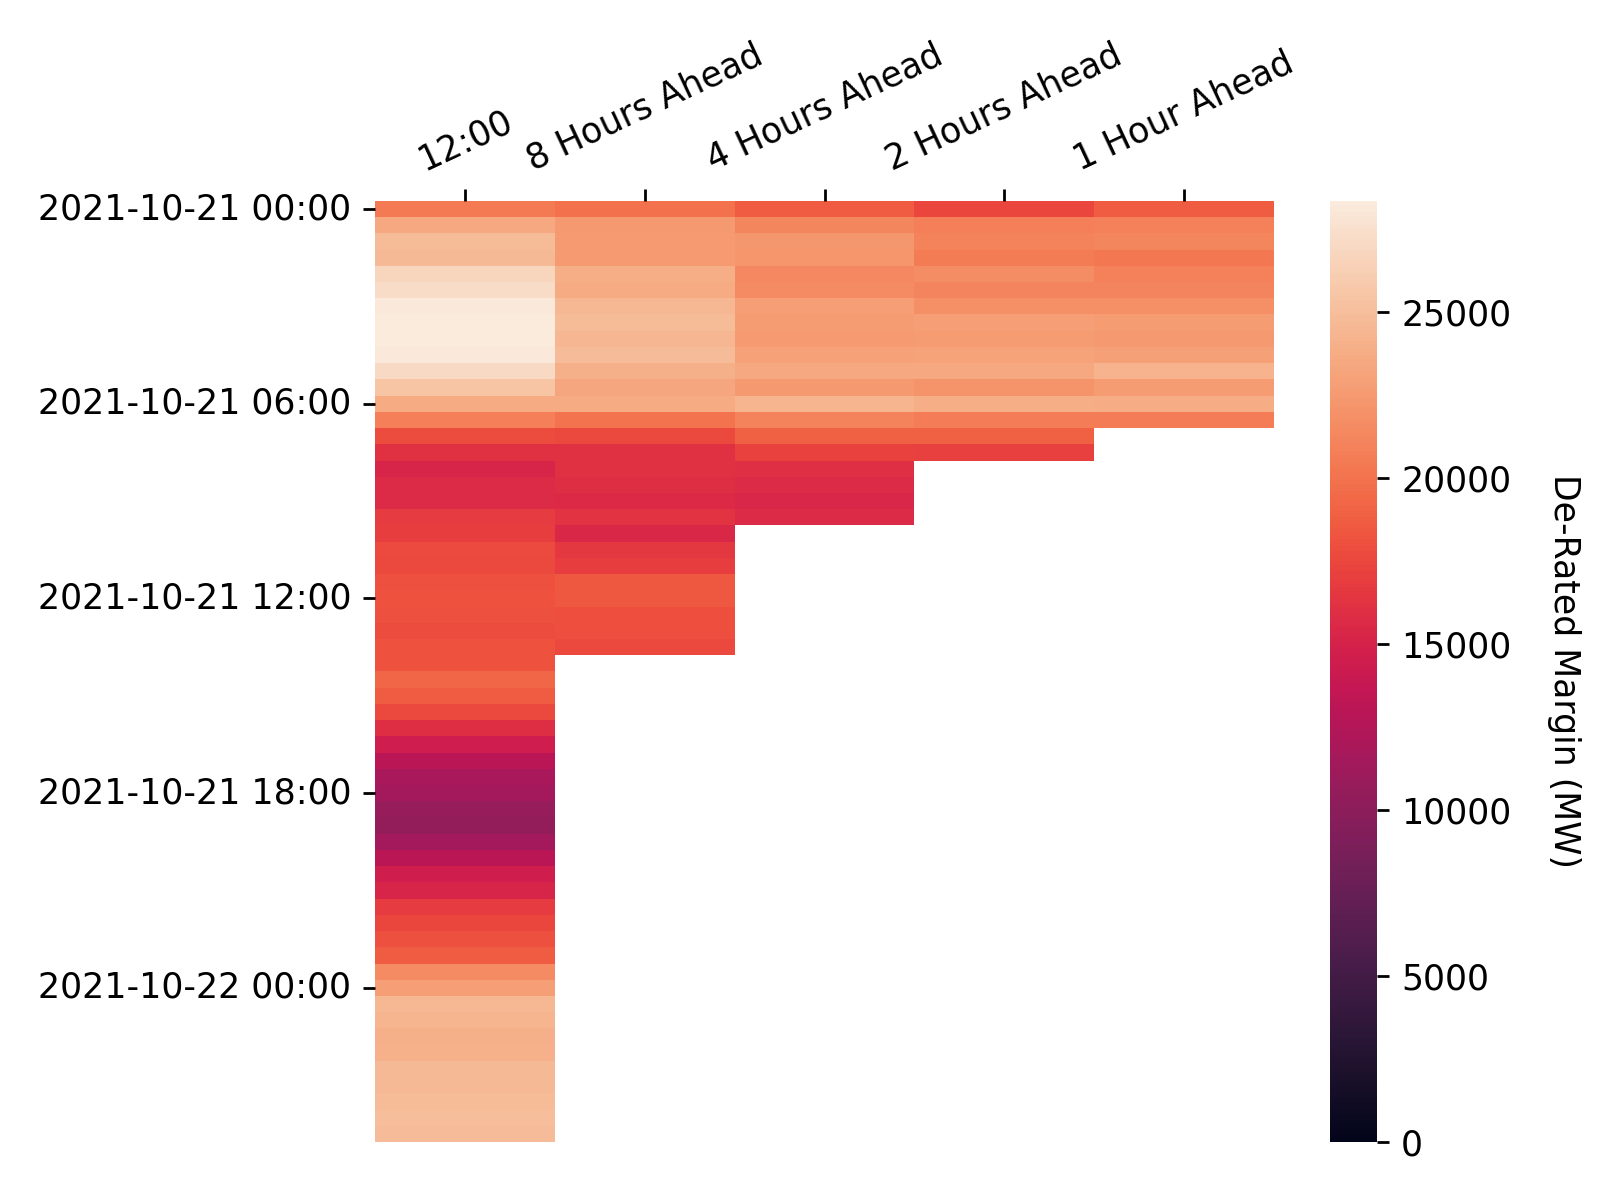 12:00
8 Hours Ahead
4 Hours Ahead
2 Hours Ahead
1 Hour Ahead
2021-10-21 00:00
2021-10-21 06:00
2021-10-21 12:00
2021-10-21 18:00
2021-10-22 00:00
25000
20000
15000
10000
5000
0
De-Rated Margin (MW)